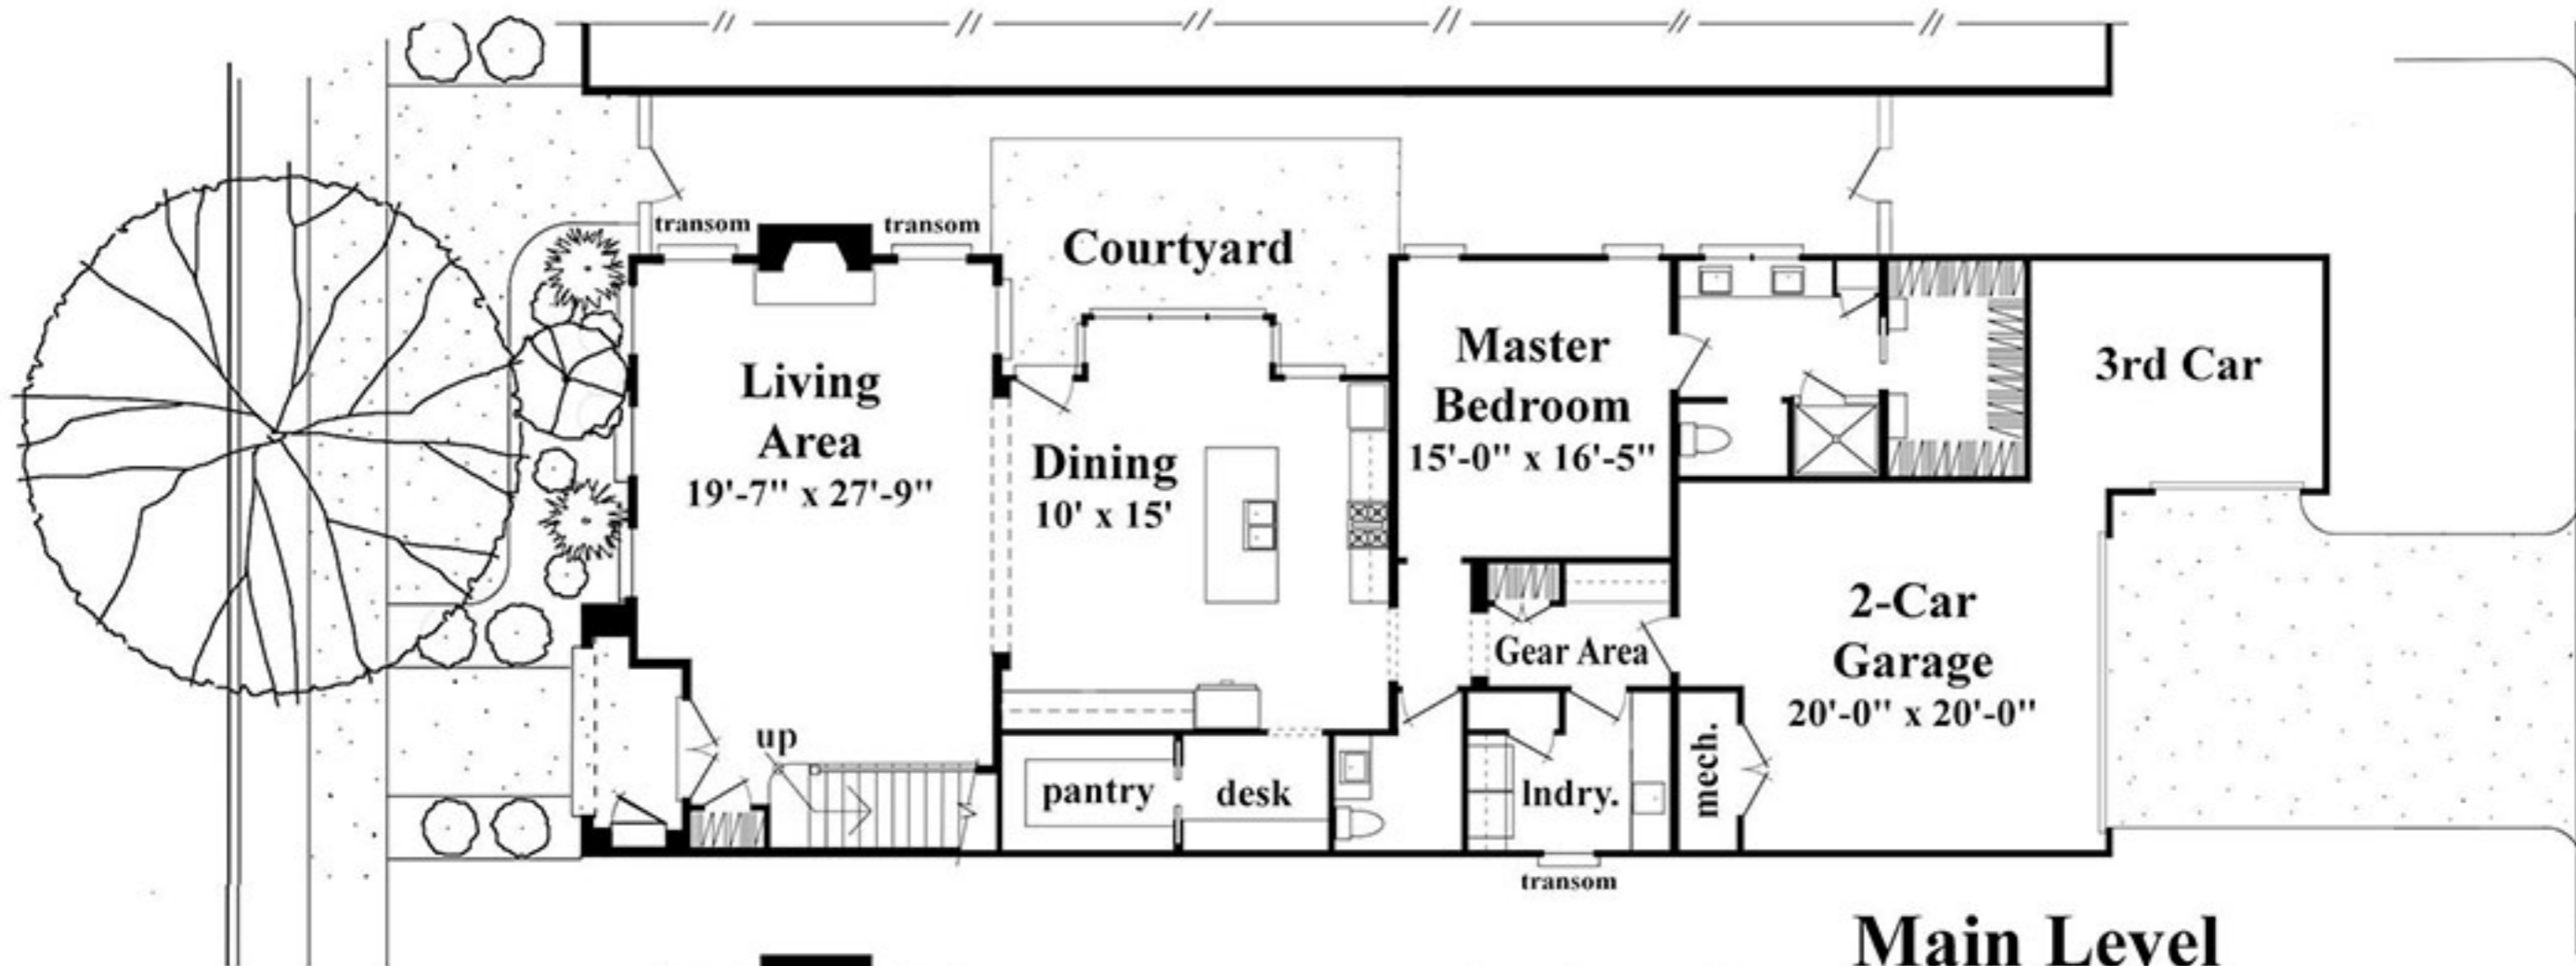 transom
transom
Courtyard
Living
Area
19'-7" x 27'-9"
Dining
10' x 15'
Master
Bedroom
15'-0" x 16'-5"
3rd Car
2-Car
Garage
20'-0" x 20'-0"
Gear Area
up
pantry
desk
lndry.
mech.
transom
Main Level